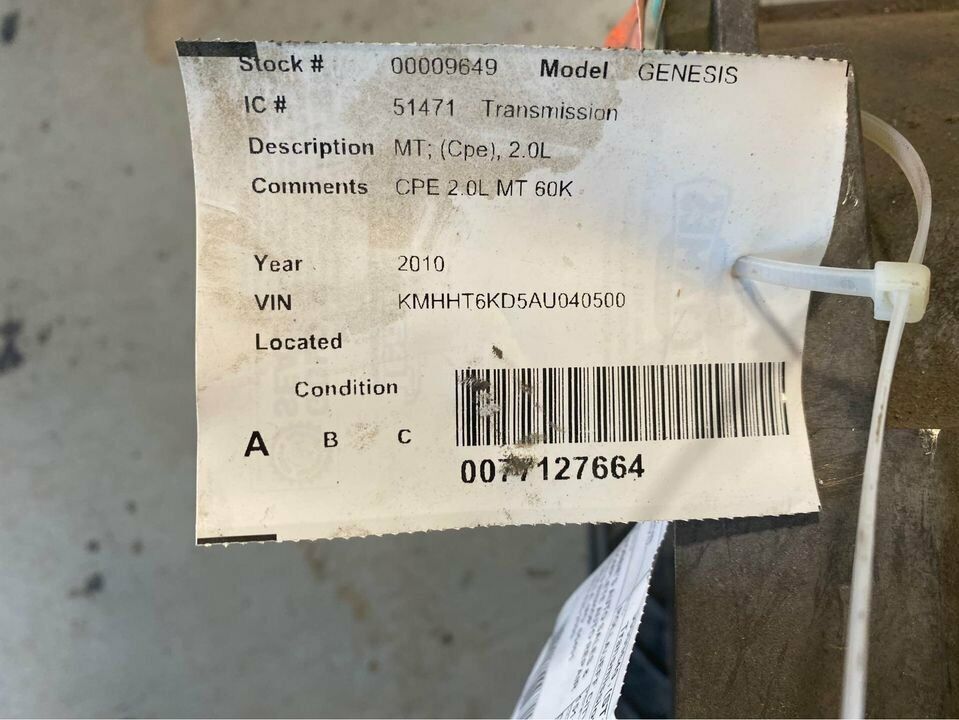 Stock # 00009649 Model GENESIS
IC # 51471 Transmission
Description MT; (Cpe), 2.0L
Comments CPE 2.0L MT 60K
Year 2010
VIN KMHHT6KD5AU040500
Located
Condition
A B C
0077127664